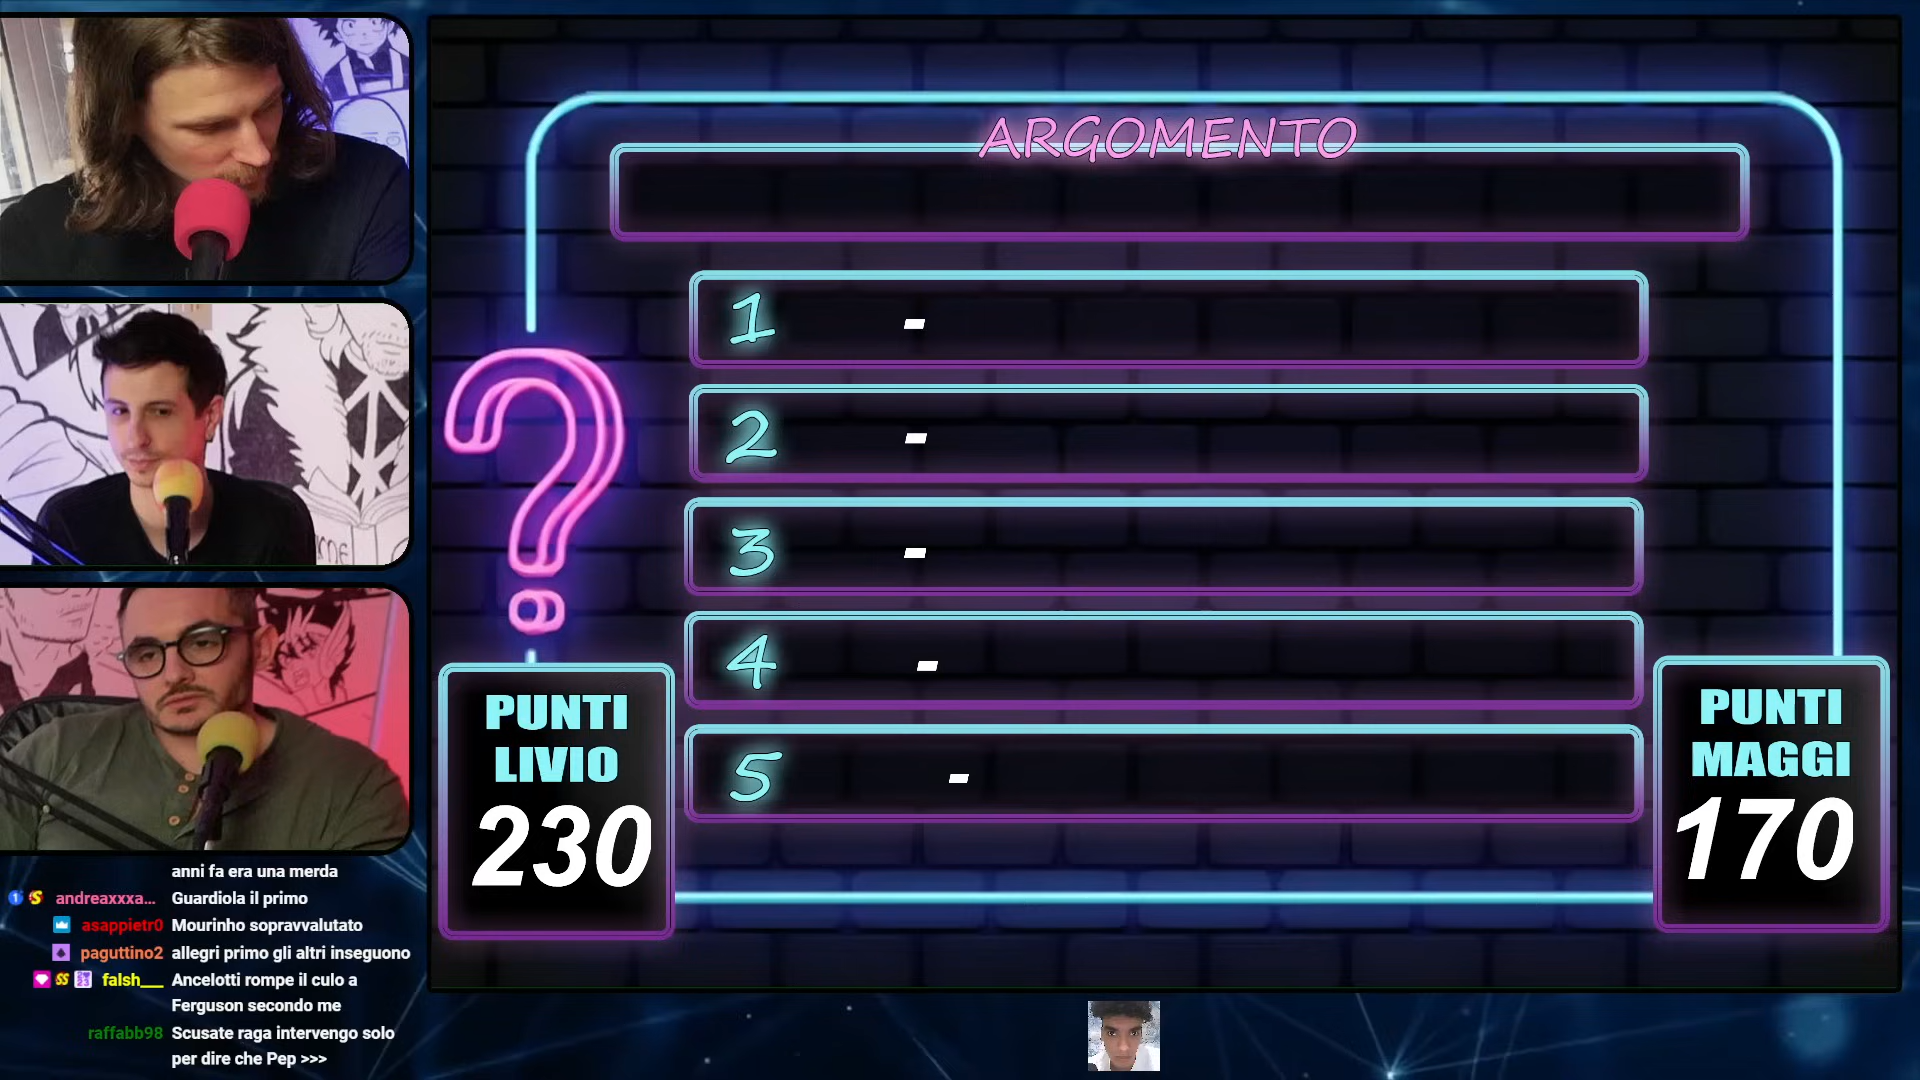 ARGOMENTO
1 -
2 -
3 -
4 -
5 -
PUNTI
LIVIO
230
PUNTI
MAGGI
170
anni fa era una merda
andreaxxxa... Guardiola il primo
asappietr0 Mourinho sopravvalutato
paguttino2 allegri primo gli altri inseguono
falsh___ Ancelotti rompe il culo a
Ferguson secondo me
raffabb98 Scusate raga intervengo solo
per dire che Pep >>>